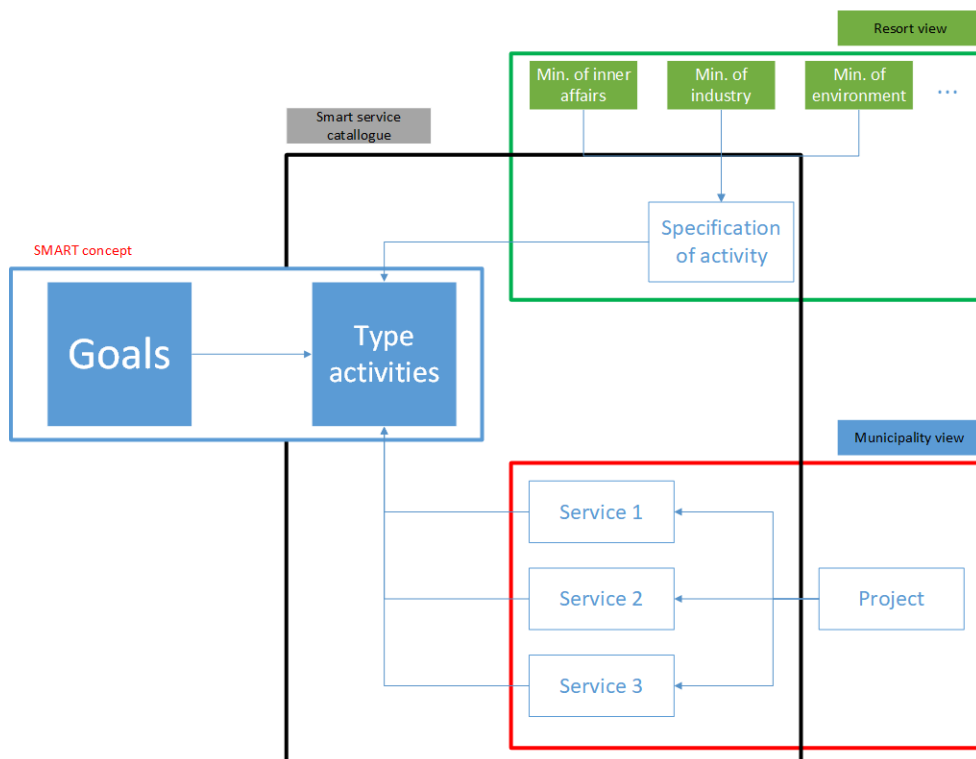 Resort view
Min. of inner
affairs
Min. of
industry
Min. of
environment
...
Smart service
catallogue
Specification
of activity
SMART concept
Goals
Type
activities
Municipality view
Service 1
Service 2
Project
Service 3